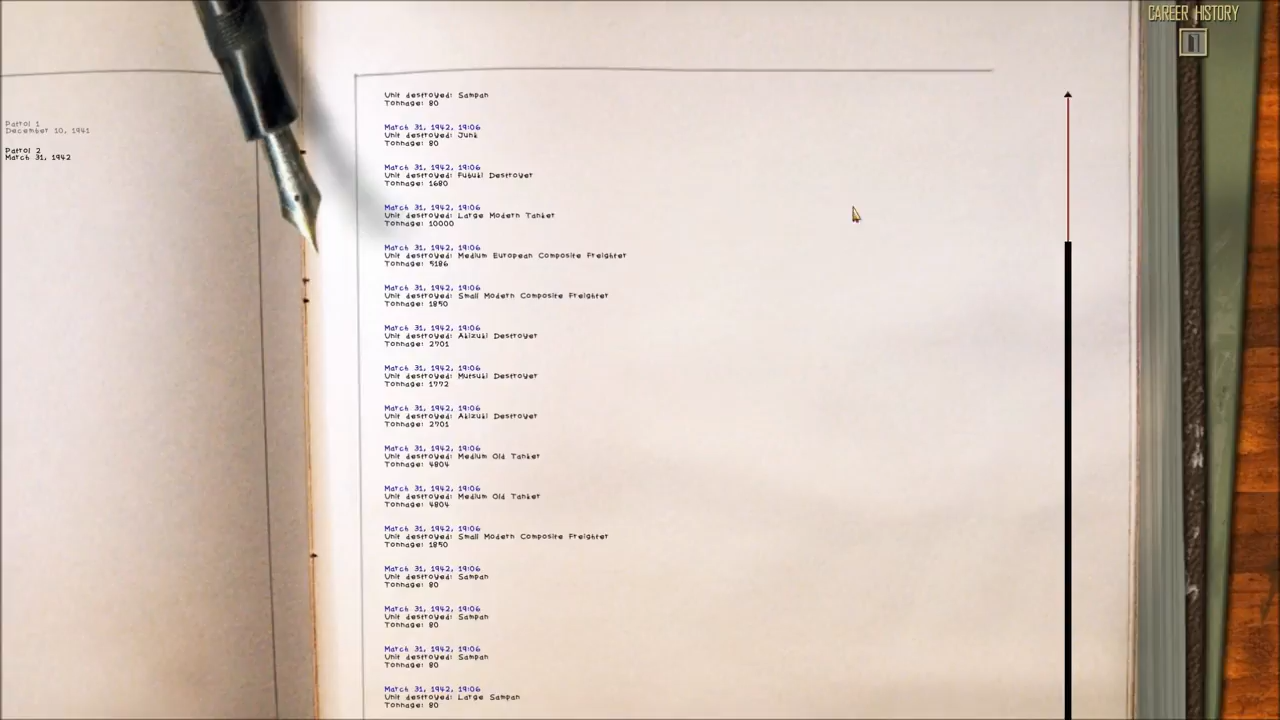 CAREER HISTORY
Patrol 1
December 10, 1941
Patrol 2
March 31, 1942
Unit destroyed: Sampan
Tonnage: 80
March 31, 1942, 19:06
Unit destroyed: Junk
Tonnage: 80
March 31, 1942, 19:06
Unit destroyed: Fubuki Destroyer
Tonnage: 1680
March 31, 1942, 19:06
Unit destroyed: Large Modern Tanker
Tonnage: 10000
March 31, 1942, 19:06
Unit destroyed: Medium European Composite Freighter
Tonnage: 5186
March 31, 1942, 19:06
Unit destroyed: Small Modern Composite Freighter
Tonnage: 1850
March 31, 1942, 19:06
Unit destroyed: Akizuki Destroyer
Tonnage: 2701
March 31, 1942, 19:06
Unit destroyed: Mutsuki Destroyer
Tonnage: 1772
March 31, 1942, 19:06
Unit destroyed: Akizuki Destroyer
Tonnage: 2701
March 31, 1942, 19:06
Unit destroyed: Medium Old Tanker
Tonnage: 4804
March 31, 1942, 19:06
Unit destroyed: Medium Old Tanker
Tonnage: 4804
March 31, 1942, 19:06
Unit destroyed: Small Modern Composite Freighter
Tonnage: 1850
March 31, 1942, 19:06
Unit destroyed: Sampan
Tonnage: 80
March 31, 1942, 19:06
Unit destroyed: Sampan
Tonnage: 80
March 31, 1942, 19:06
Unit destroyed: Sampan
Tonnage: 80
March 31, 1942, 19:06
Unit destroyed: Large Sampan
Tonnage: 80